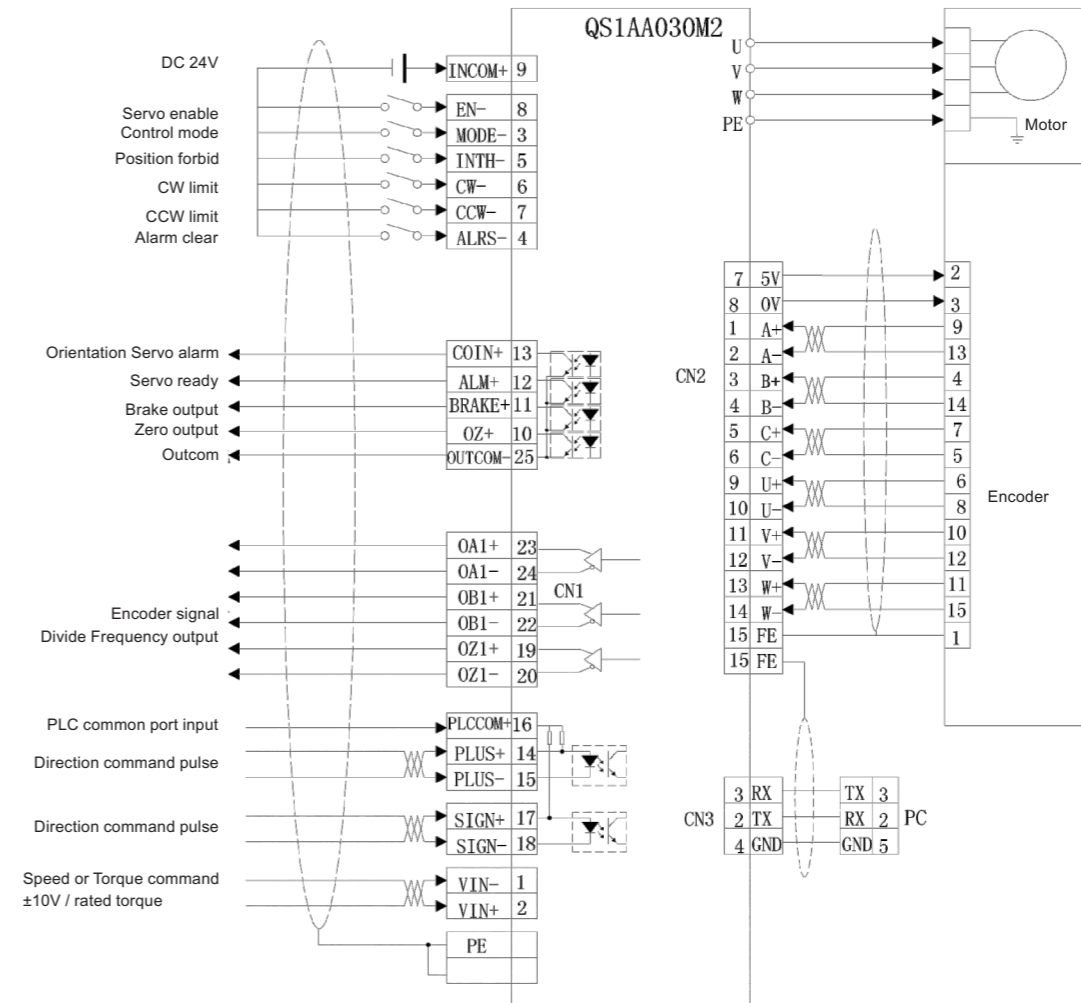 QS1AA030M2
DC 24V
INCOM+ 9
Servo enable
EN- 8
Control mode
MODE- 3
Position forbid
INTH- 5
CW limit
CW- 6
CCW limit
CCW- 7
Alarm clear
ALRS- 4
Orientation Servo alarm
COIN+ 13
Servo ready
ALM+ 12
Brake output
BRAKE+ 11
Zero output
OZ+ 10
Outcom
OUTCOM- 25
OA1+ 23
OA1- 24
CN1
OB1+ 21
Encoder signal
OB1- 22
Divide Frequency output
OZ1+ 19
OZ1- 20
PLC common port input
PLCCOM+ 16
PLUS+ 14
Direction command pulse
PLUS- 15
SIGN+ 17
Direction command pulse
SIGN- 18
Speed or Torque command
VIN- 1
±10V / rated torque
VIN+ 2
PE
U
V
W
PE
Motor
CN2
7 5V 2
8 0V 3
1 A+ 9
2 A- 13
3 B+ 4
4 B- 14
5 C+ 7
6 C- 5
9 U+ 6
10 U- 8
11 V+ 10
12 V- 12
13 W+ 11
14 W- 15
15 FE 1
15 FE
Encoder
CN3
3 RX TX 3
2 TX RX 2
4 GND GND 5
PC